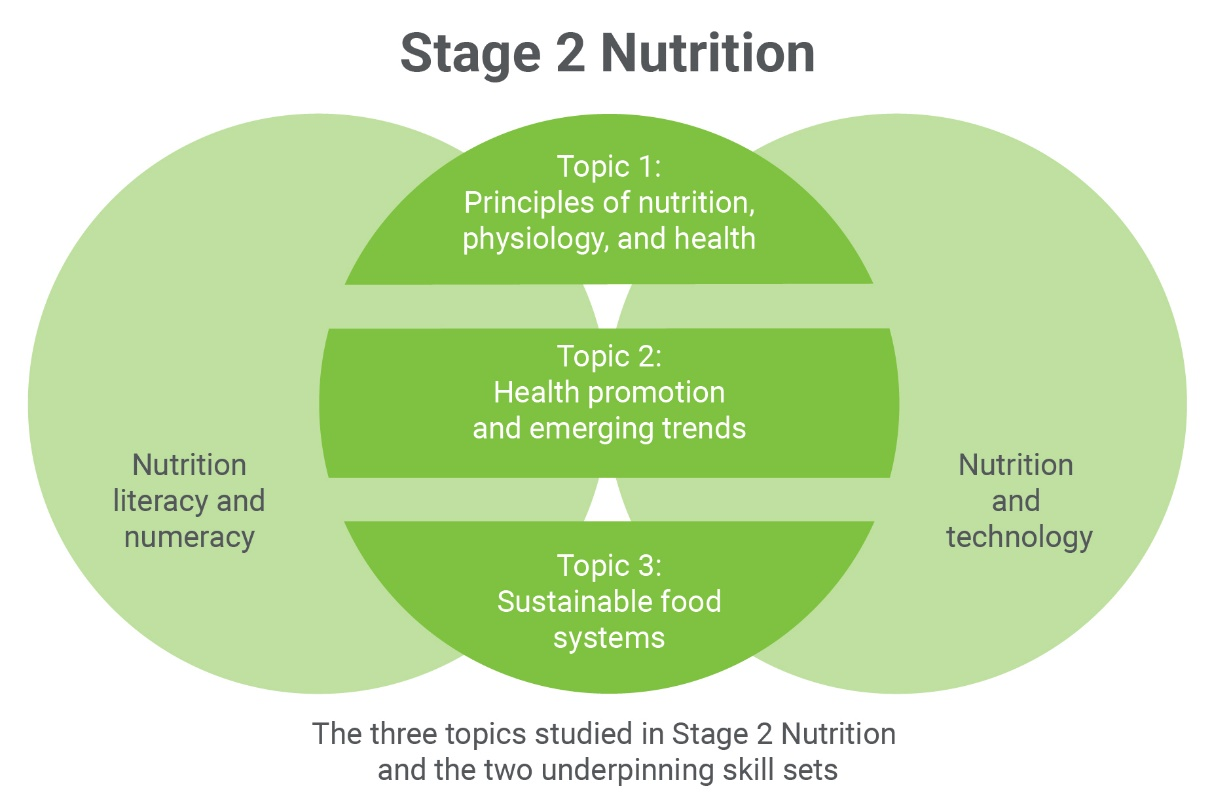 Stage 2 Nutrition
Topic 1:
Principles of nutrition,
physiology, and health
Topic 2:
Health promotion
and emerging trends
Nutrition
literacy and
numeracy
Nutrition
and
technology
Topic 3:
Sustainable food
systems
The three topics studied in Stage 2 Nutrition
and the two underpinning skill sets